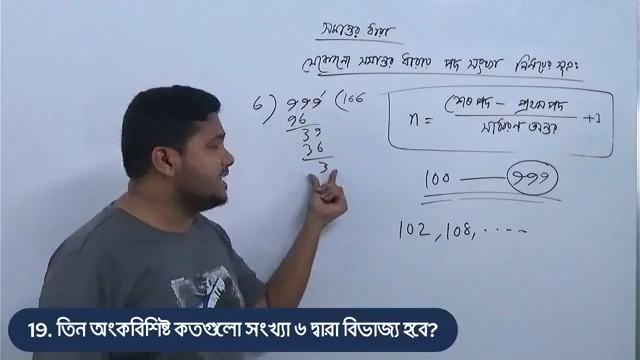 সমান্তর ধারা
যেকোনো সমান্তর ধারায় পদ সংখ্যা নির্ণয়ের সূত্রঃ
6 ) 999 ( 166
96
39
36
3
n = শেষ পদ - প্রথম পদ / সাধারণ অন্তর + 1
100 — 999
102, 108, ·----
19. তিন অংকবিশিষ্ট কতগুলো সংখ্যা ৬ দ্বারা বিভাজ্য হবে?